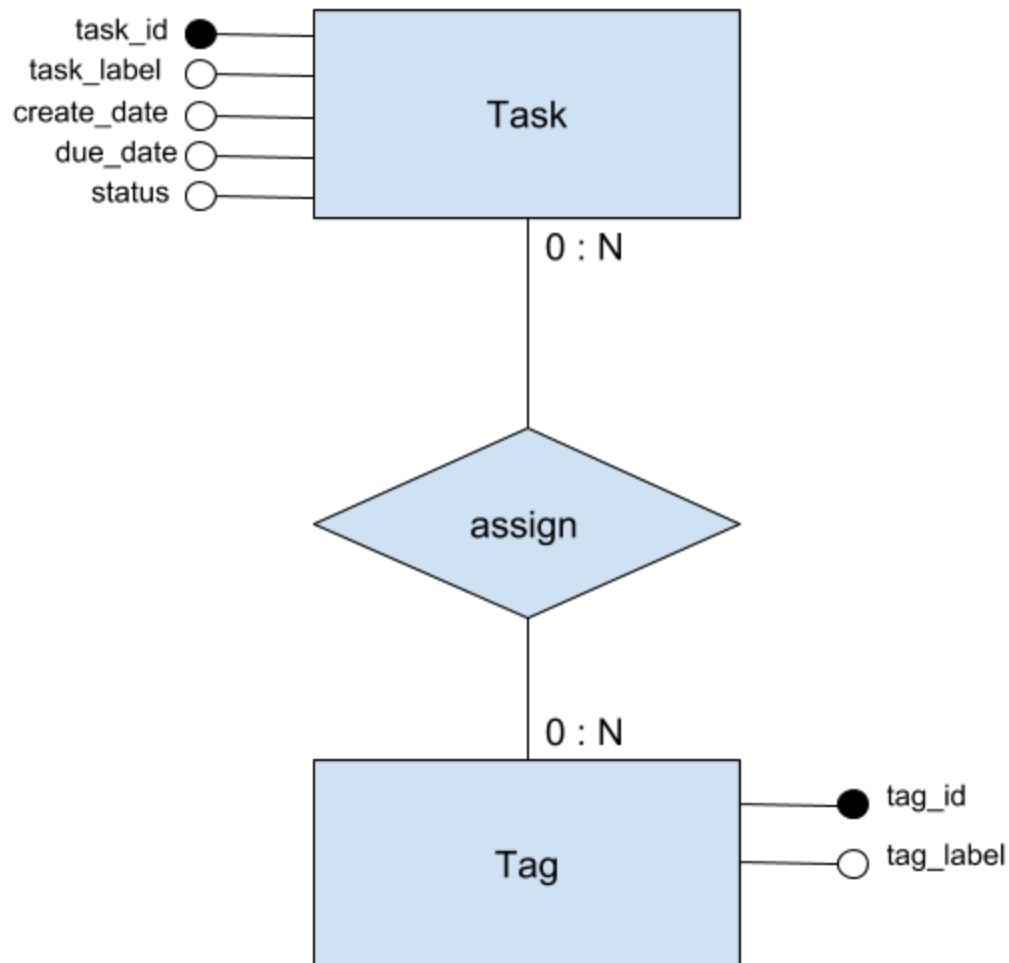 task_id
task_label
create_date
due_date
status
Task
0 : N
assign
0 : N
Tag
tag_id
tag_label